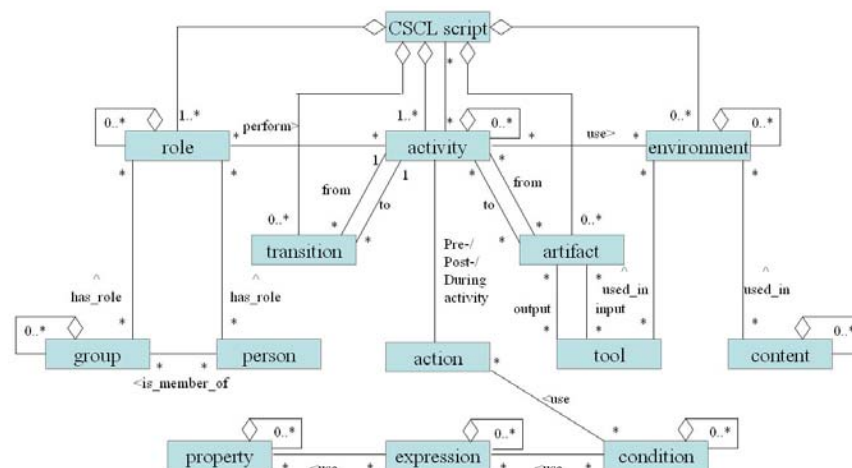 CSCL script
*
1..*
1..*
*
0..*
0..*
0..*
0..*
role
*
perform>
*
activity
*
use>
*
environment
*
*
1
1
*
*
*
*
from
to
from
to
0..*
*
*
*
*
0..*
transition
artifact
Pre-/
Post-/
During
activity
*
*
^
has_role
^
has_role
^
used_in
^
used_in
output
input
0..*
*
*
*
*
*
*
0..*
group
*
*
person
action
*
tool
content
<is_member_of
<use
*
0..*
0..*
0..*
property
expression
condition
*
<use
*
*
<use
*